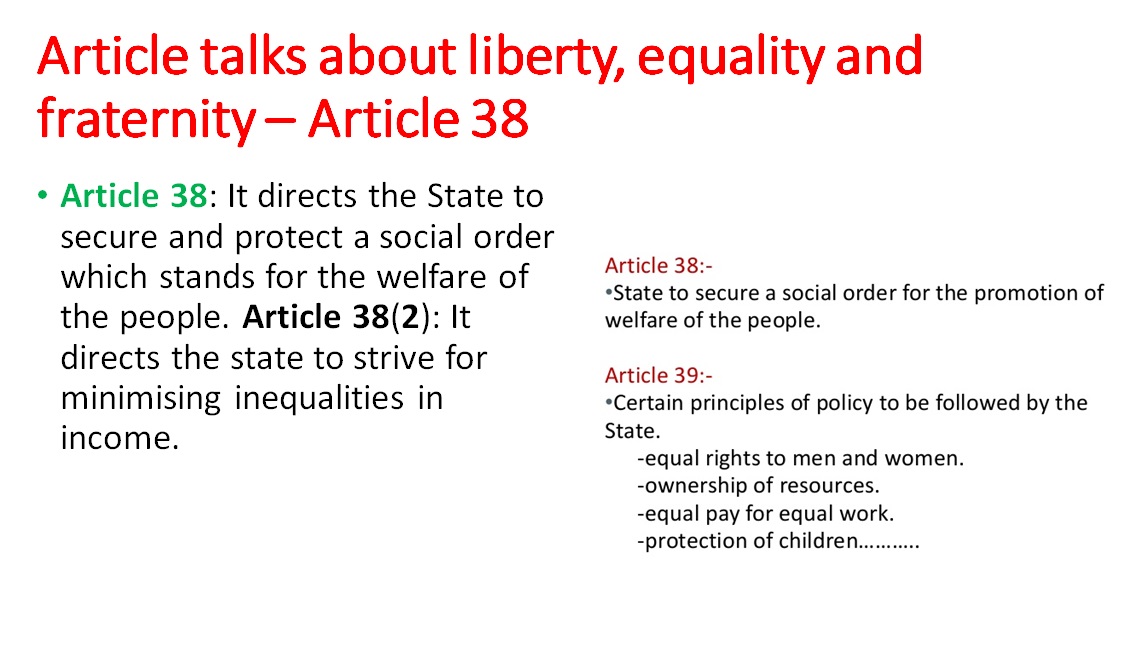 Article talks about liberty, equality and
fraternity – Article 38
• Article 38: It directs the State to
secure and protect a social order
which stands for the welfare of
the people. Article 38(2): It
directs the state to strive for
minimising inequalities in
income.
Article 38:-
•State to secure a social order for the promotion of
welfare of the people.
Article 39:-
•Certain principles of policy to be followed by the
State.
-equal rights to men and women.
-ownership of resources.
-equal pay for equal work.
-protection of children………..